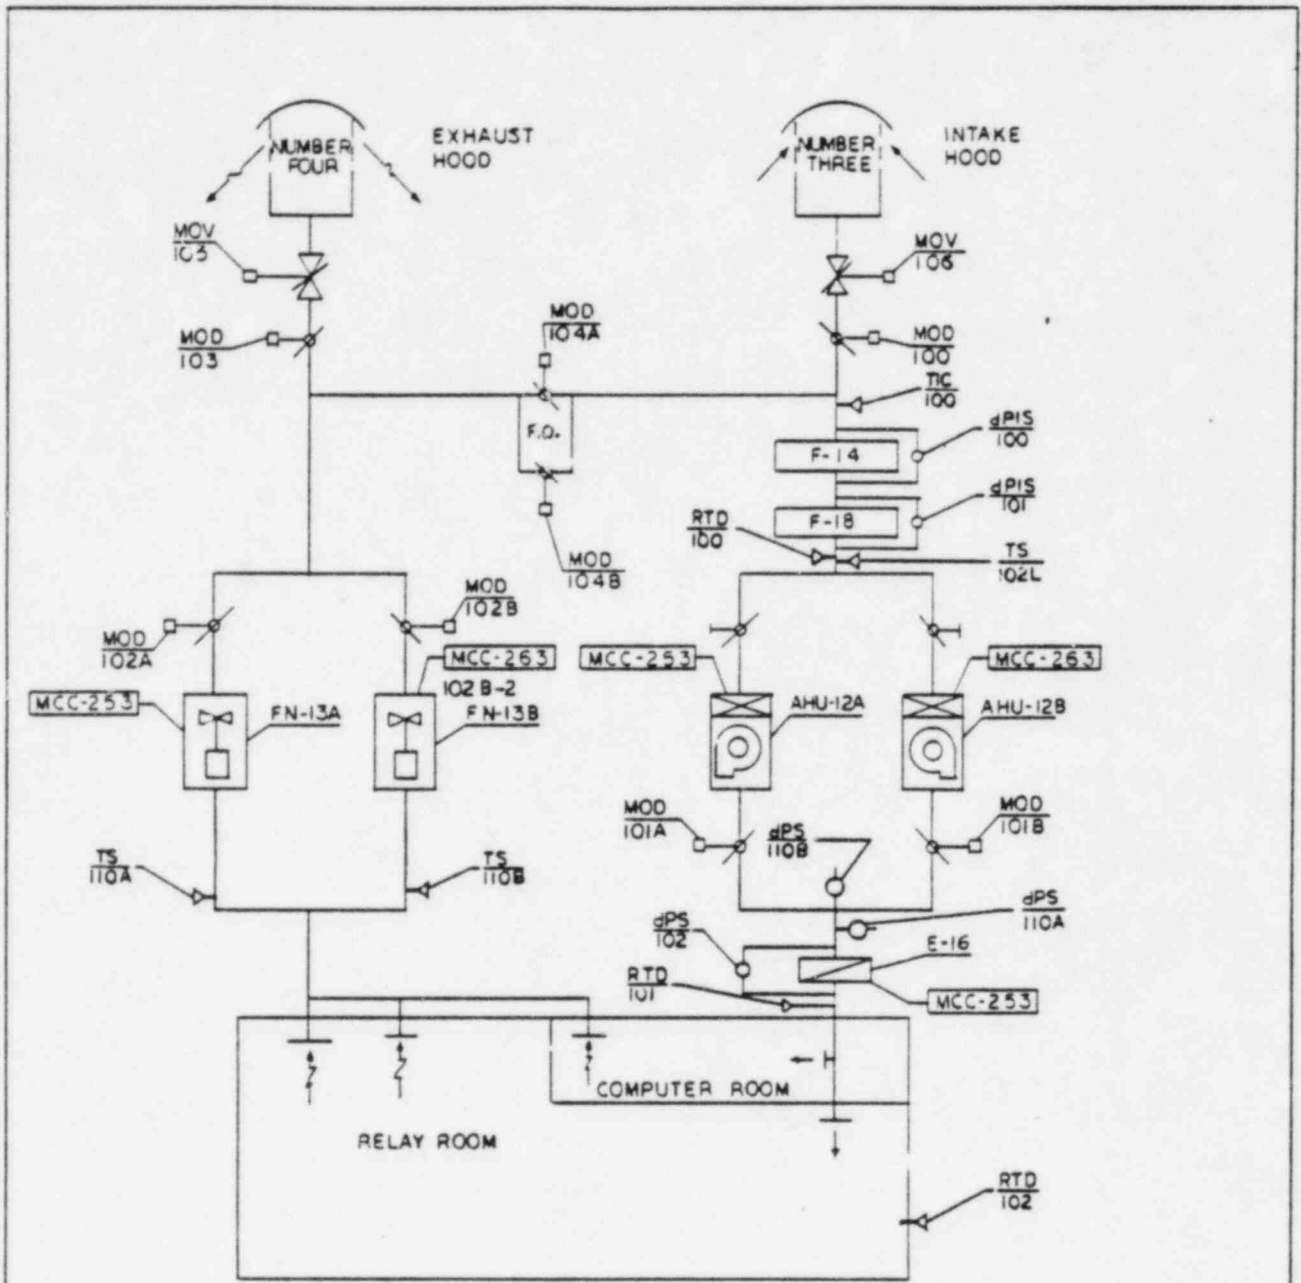 NUMBER
FOUR
EXHAUST
HOOD
NUMBER
THREE
INTAKE
HOOD
MOV
103
MOV
106
MOD
103
MOD
104A
MOD
100
TIC
100
F.O.
dPIS
100
F-14
dPIS
101
F-18
RTD
100
TS
102L
MOD
104B
MOD
102B
MOD
102A
MCC-263
MCC-253
MCC-263
MCC-253
102B-2
FN-13A
FN-13B
AHU-12A
AHU-12B
MOD
101A
dPS
110B
MOD
101B
TS
110A
TS
110B
dPS
102
dPS
110A
E-16
RTD
101
MCC-253
COMPUTER ROOM
RELAY ROOM
RTD
102